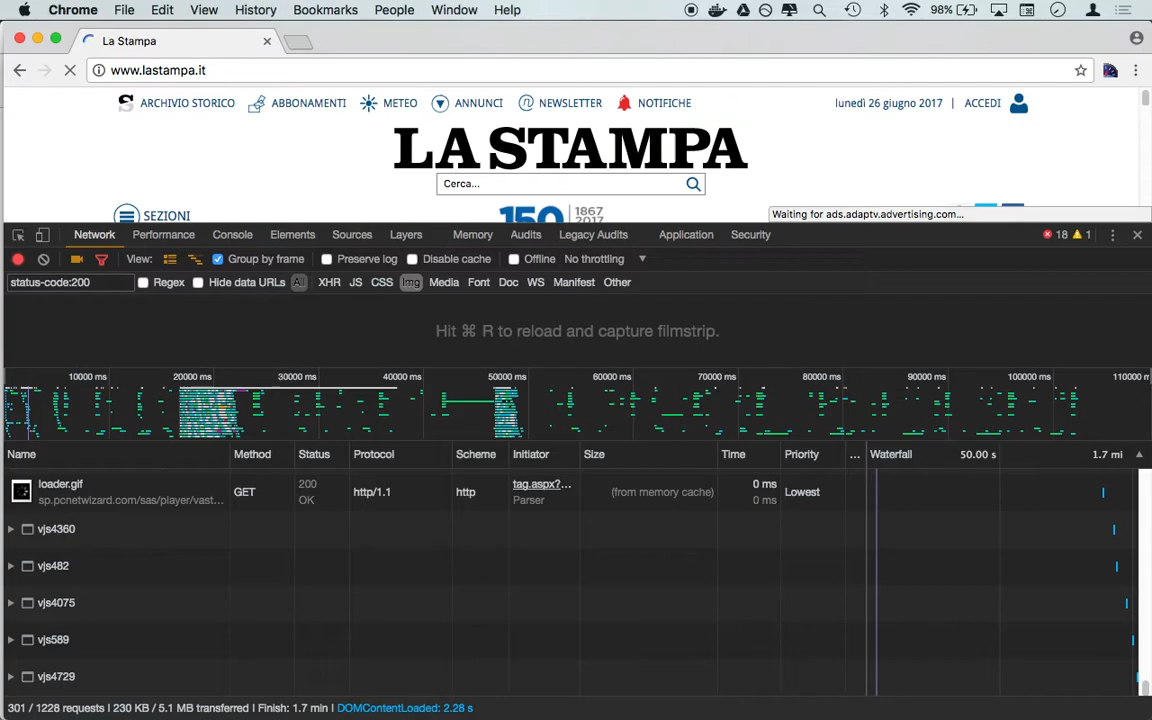 Chrome File Edit View History Bookmarks People Window Help 98%
La Stampa
www.lastampa.it
ARCHIVIO STORICO ABBONAMENTI METEO ANNUNCI NEWSLETTER NOTIFICHE lunedì 26 giugno 2017 | ACCEDI
LA STAMPA
Cerca...
SEZIONI 150 1867 2017
Waiting for ads.adaptv.advertising.com...
Network Performance Console Elements Sources Layers Memory Audits Legacy Audits Application Security 18 1
View: Group by frame Preserve log Disable cache Offline No throttling
status-code:200 Regex Hide data URLs All XHR JS CSS Img Media Font Doc WS Manifest Other
Hit ⌘ R to reload and capture filmstrip.
10000 ms 20000 ms 30000 ms 40000 ms 50000 ms 60000 ms 70000 ms 80000 ms 90000 ms 100000 ms 110000 m
Name Method Status Protocol Scheme Initiator Size Time Priority ... Waterfall 50.00 s 1.7 mi
loader.gif
sp.pcnetwizard.com/sas/player/vast...
GET 200 http/1.1 http tag.aspx?... (from memory cache) 0 ms Lowest
OK Parser 0 ms
vjs4360
vjs482
vjs4075
vjs589
vjs4729
301 / 1228 requests | 230 KB / 5.1 MB transferred | Finish: 1.7 min | DOMContentLoaded: 2.28 s